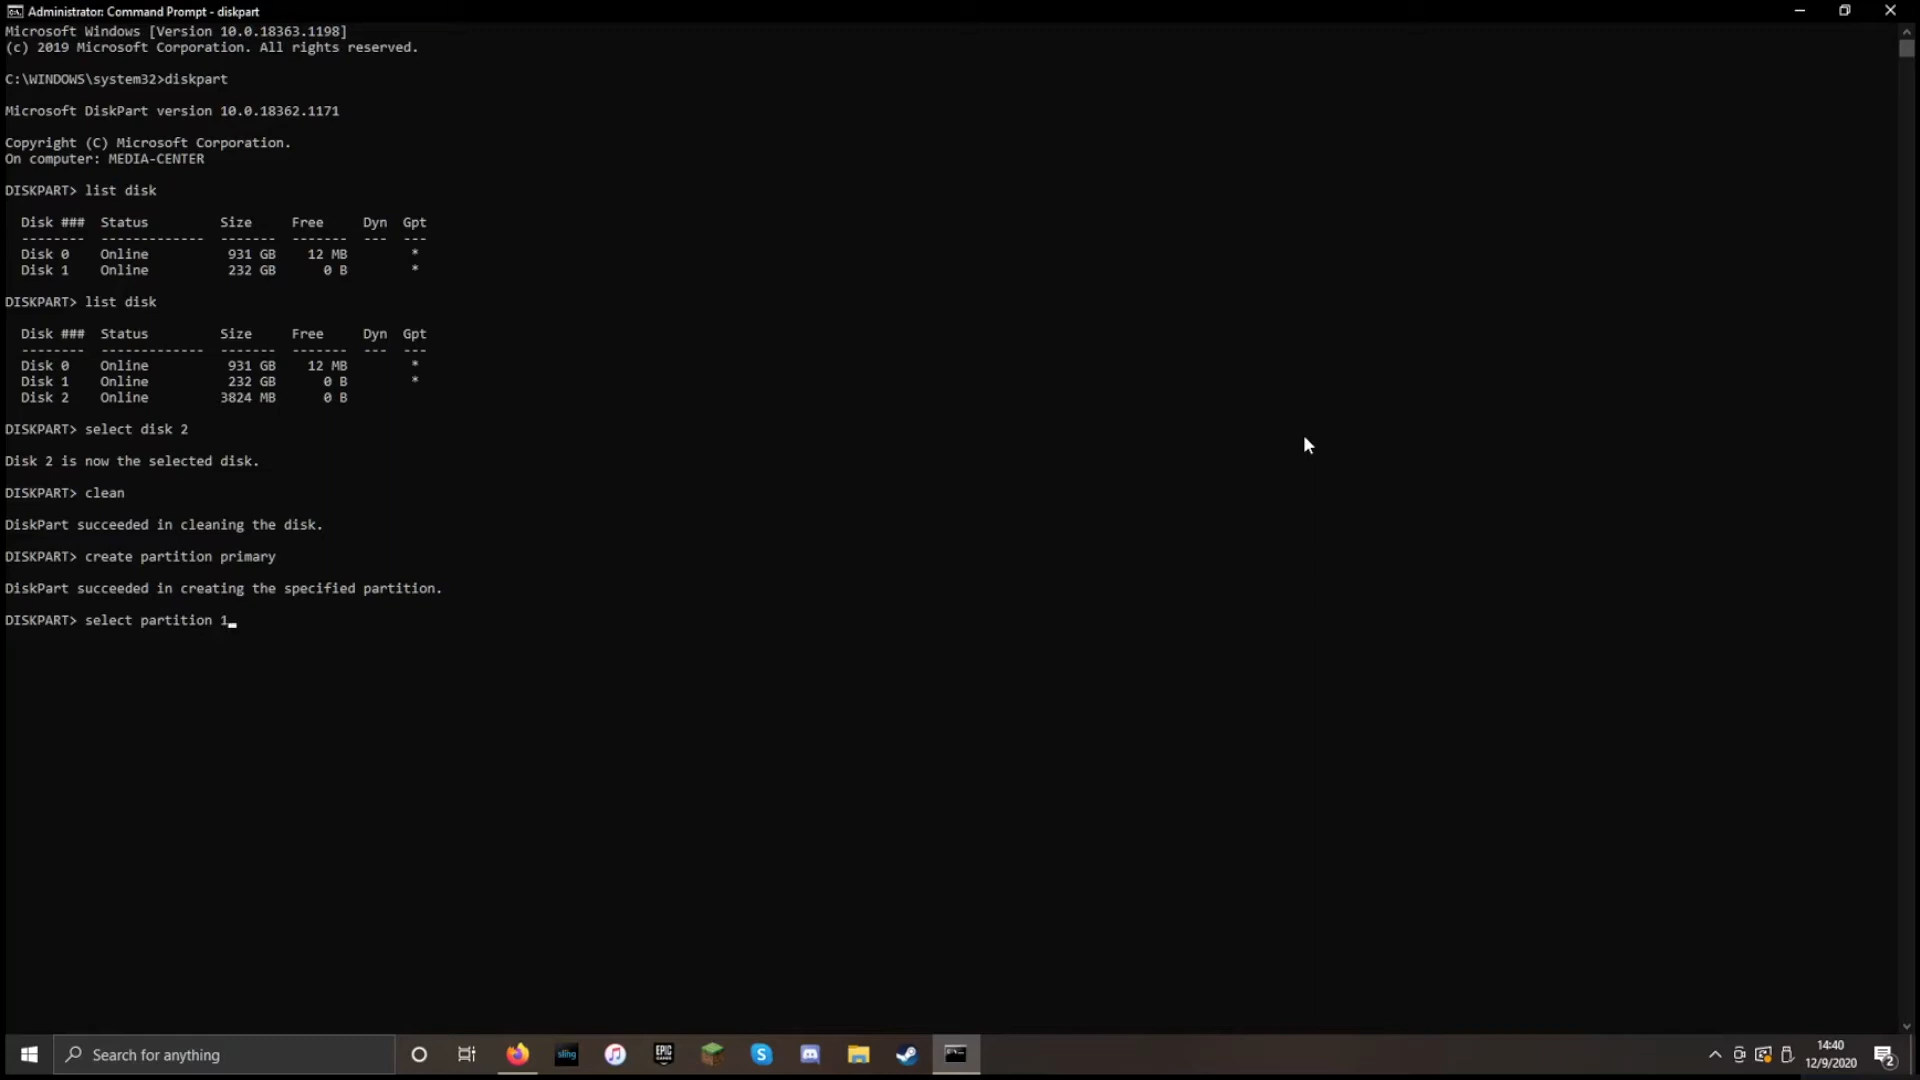 Administrator: Command Prompt - diskpart
Microsoft Windows [Version 10.0.18363.1198]
(c) 2019 Microsoft Corporation. All rights reserved.
C:\WINDOWS\system32>diskpart
Microsoft DiskPart version 10.0.18362.1171
Copyright (C) Microsoft Corporation.
On computer: MEDIA-CENTER
DISKPART> list disk
Disk ###  Status         Size     Free     Dyn  Gpt
--------  -------------  -------  -------  ---  ---
Disk 0    Online          931 GB    12 MB        *
Disk 1    Online          232 GB      0 B        *
DISKPART> list disk
Disk ###  Status         Size     Free     Dyn  Gpt
--------  -------------  -------  -------  ---  ---
Disk 0    Online          931 GB    12 MB        *
Disk 1    Online          232 GB      0 B        *
Disk 2    Online         3824 MB      0 B
DISKPART> select disk 2
Disk 2 is now the selected disk.
DISKPART> clean
DiskPart succeeded in cleaning the disk.
DISKPART> create partition primary
DiskPart succeeded in creating the specified partition.
DISKPART> select partition 1_
Search for anything
sling
EPIC GAMES
14:40
12/9/2020
2